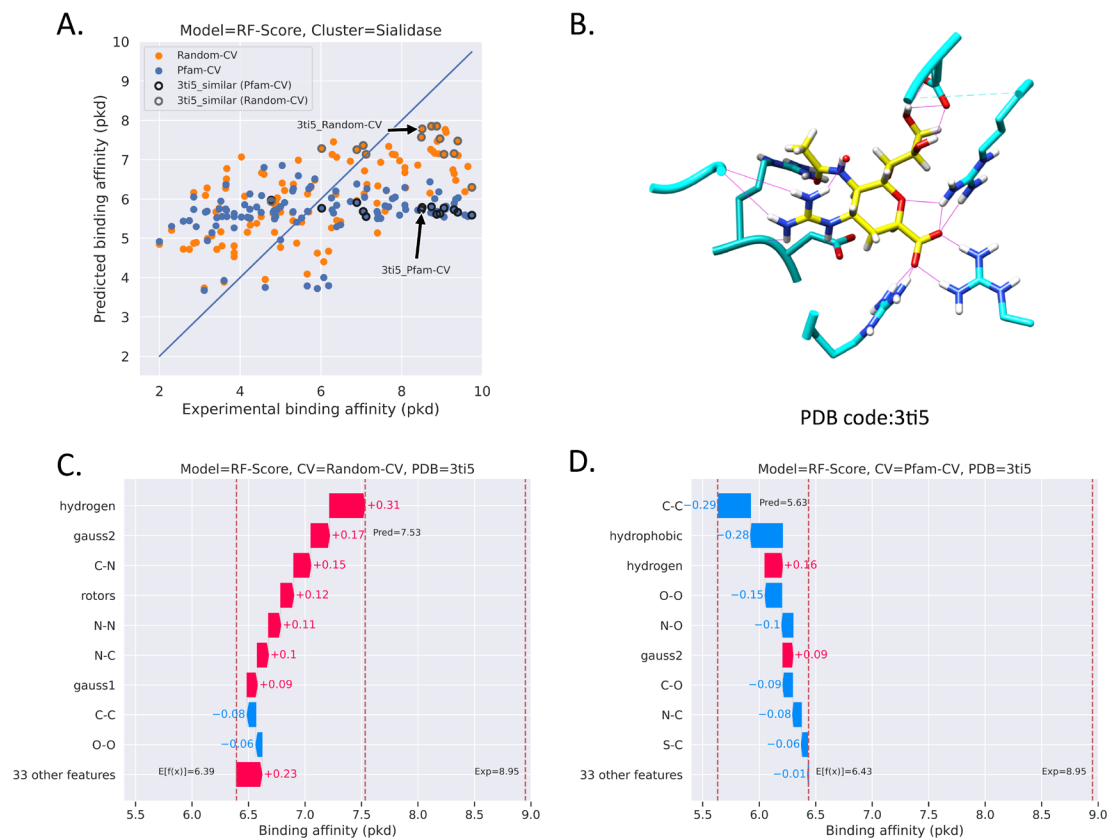 A.
Model=RF-Score, Cluster=Sialidase
Random-CV
Pfam-CV
3ti5_similar (Pfam-CV)
3ti5_similar (Random-CV)
3ti5_Random-CV
3ti5_Pfam-CV
10
9
8
7
6
5
4
3
2
Predicted binding affinity (pkd)
2 4 6 8 10
Experimental binding affinity (pkd)
B.
PDB code:3ti5
C.
Model=RF-Score, CV=Random-CV, PDB=3ti5
hydrogen +0.31
gauss2 +0.17 Pred=7.53
C-N +0.15
rotors +0.12
N-N +0.11
N-C +0.1
gauss1 +0.09
C-C −0.08
O-O −0.06
33 other features E[f(x)]=6.39 +0.23 Exp=8.95
5.5 6.0 6.5 7.0 7.5 8.0 8.5 9.0
Binding affinity (pkd)
D.
Model=RF-Score, CV=Pfam-CV, PDB=3ti5
C-C −0.29 Pred=5.63
hydrophobic −0.28
hydrogen +0.16
O-O −0.15
N-O −0.1
gauss2 +0.09
C-O −0.09
N-C −0.08
S-C −0.06
33 other features −0.01 E[f(x)]=6.43 Exp=8.95
5.5 6.0 6.5 7.0 7.5 8.0 8.5 9.0
Binding affinity (pkd)